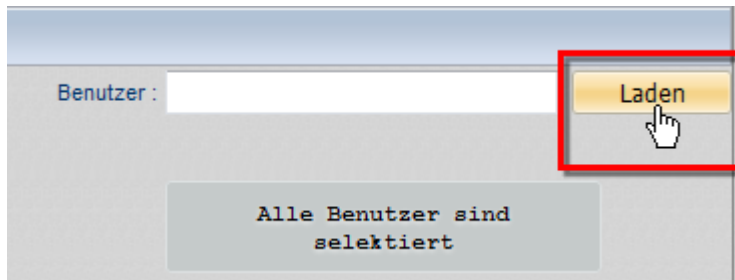 Benutzer :
Laden
Alle Benutzer sind
selektiert